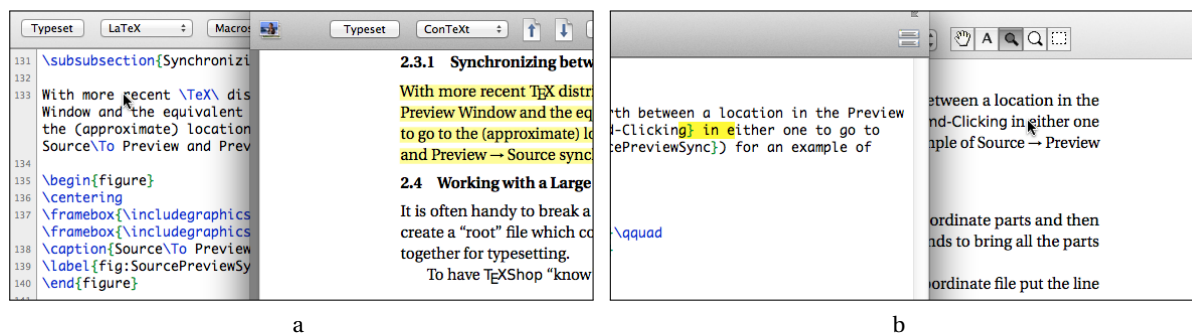 Typeset LaTeX Macros
131 \subsubsection{Synchronizi
132
133 With more recent \TeX\ dis
Window and the equivalent
the (approximate) location
Source\To Preview and Prev
134
135 \begin{figure}
136 \centering
137 \framebox{\includegraphics
\framebox{\includegraphics
138 \caption{Source\To Preview
139 \label{fig:SourcePreviewSy
140 \end{figure}
Typeset ConTeXt
2.3.1 Synchronizing betw
With more recent TEX distri
Preview Window and the eq
to go to the (approximate) lo
and Preview → Source sync
2.4 Working with a Large
It is often handy to break a
create a “root” file which co
together for typesetting.
To have TEXShop “know
rth between a location in the Preview
d-Clicking} in either one to go to
cePreviewSync}) for an example of
\qquad
A
etween a location in the
nd-Clicking in either one
mple of Source → Preview
ordinate parts and then
nds to bring all the parts
ordinate file put the line
a
b